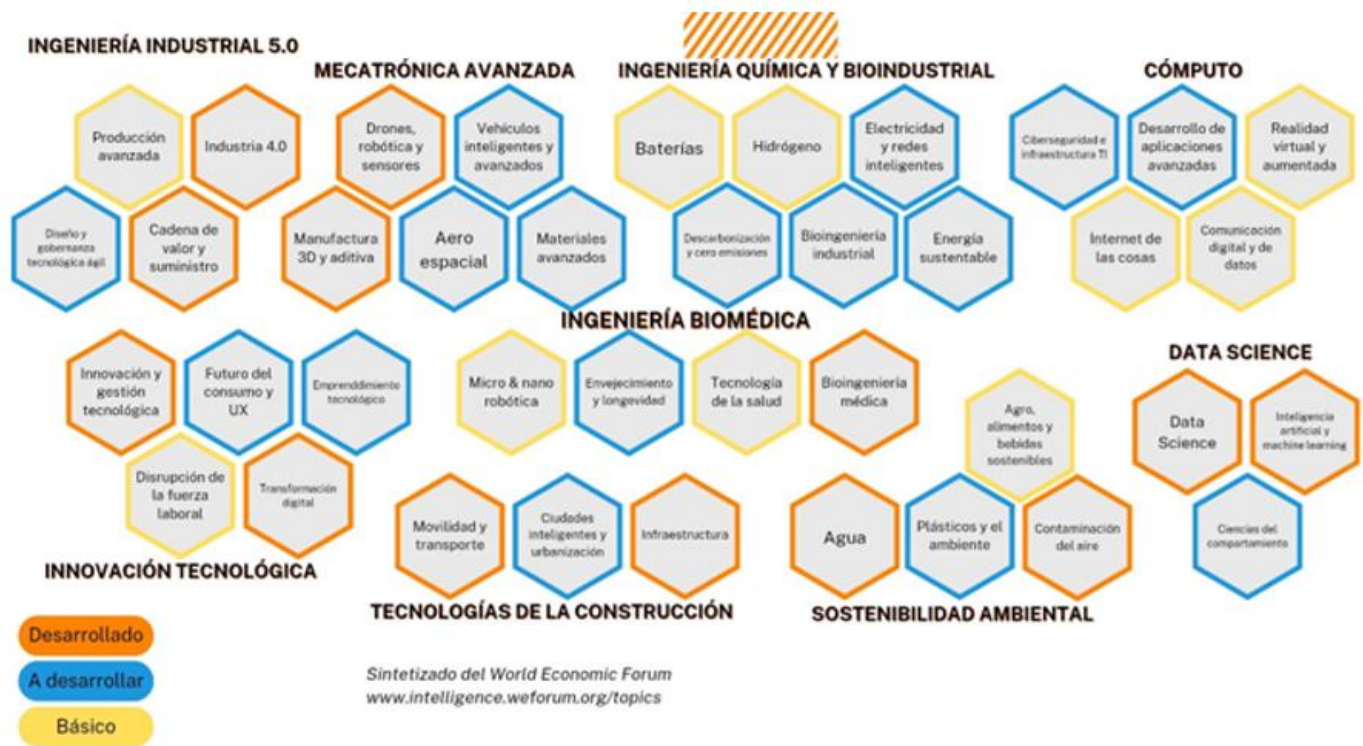 INGENIERÍA INDUSTRIAL 5.0
Producción
avanzada
Industria 4.0
Diseño y
gobernanza
tecnológica ágil
Cadena de
valor y
suministro
MECATRÓNICA AVANZADA
Drones,
robótica y
sensores
Vehículos
inteligentes y
avanzados
Manufactura
3D y aditiva
Aero
espacial
Materiales
avanzados
INGENIERÍA QUÍMICA Y BIOINDUSTRIAL
Baterías
Hidrógeno
Electricidad
y redes
inteligentes
Descarbonización
y cero emisiones
Bioingeniería
industrial
Energía
sustentable
CÓMPUTO
Ciberseguridad e
infraestructura TI
Desarrollo de
aplicaciones
avanzadas
Realidad
virtual y
aumentada
Internet de
las cosas
Comunicación
digital y de
datos
Innovación y
gestión
tecnológica
Futuro del
consumo y
UX
Emprenddimiento
tecnológico
Disrupción de
la fuerza
laboral
Transformación
digital
INNOVACIÓN TECNOLÓGICA
INGENIERÍA BIOMÉDICA
Micro & nano
robótica
Envejecimiento
y longevidad
Tecnología
de la salud
Bioingeniería
médica
DATA SCIENCE
Data
Science
Inteligencia
artificial y
machine learning
Ciencias del
compartamiento
Movilidad y
transporte
Ciudades
inteligentes y
urbanización
Infraestructura
TECNOLOGÍAS DE LA CONSTRUCCIÓN
Agro,
alimentos y
bebidas
sostenibles
Agua
Plásticos y el
ambiente
Contaminación
del aire
SOSTENIBILIDAD AMBIENTAL
Desarrollado
A desarrollar
Básico
Sintetizado del World Economic Forum
www.intelligence.weforum.org/topics